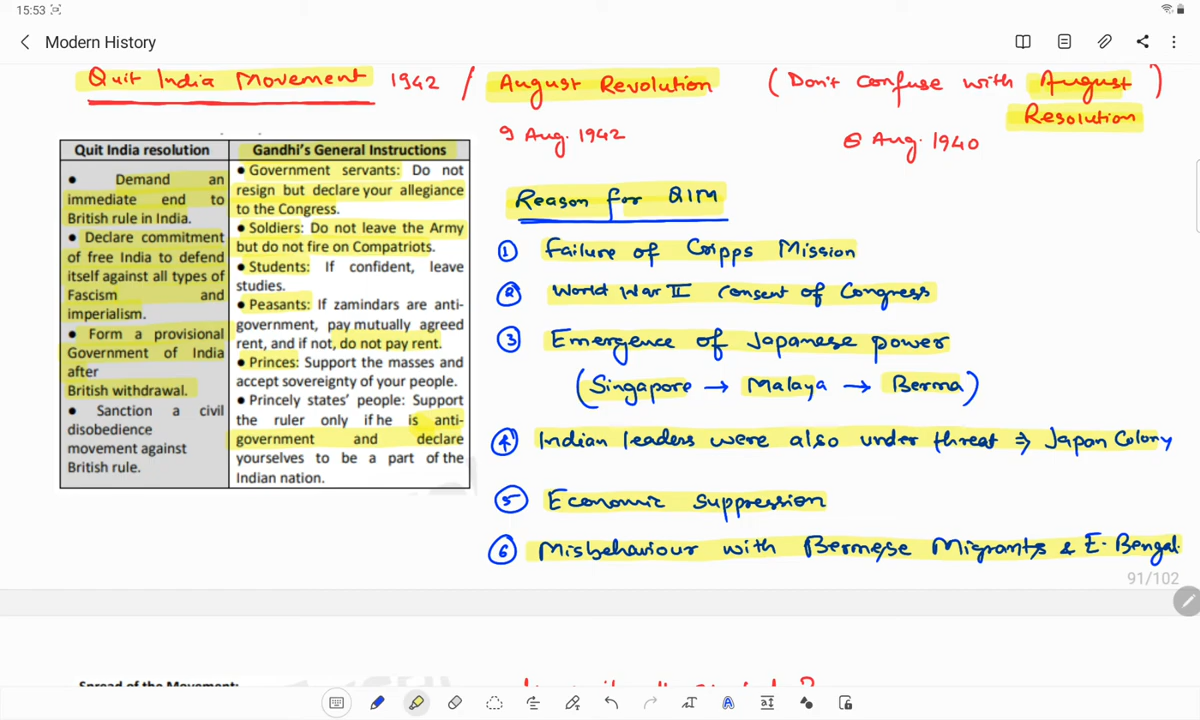 15:53
Modern History
Quit India Movement 1942 / August Revolution (Don't confuse with August)
Resolution
9 Aug. 1942
8 Aug. 1940
Quit India resolution
• Demand an
immediate end to
British rule in India.
• Declare commitment
of free India to defend
itself against all types of
Fascism and
imperialism.
• Form a provisional
Government of India
after
British withdrawal.
• Sanction a civil
disobedience
movement against
British rule.
Gandhi's General Instructions
• Government servants: Do not
resign but declare your allegiance
to the Congress.
• Soldiers: Do not leave the Army
but do not fire on Compatriots.
• Students: If confident, leave
studies.
• Peasants: If zamindars are anti-
government, pay mutually agreed
rent, and if not, do not pay rent.
• Princes: Support the masses and
accept sovereignty of your people.
• Princely states' people: Support
the ruler only if he is anti-
government and declare
yourselves to be a part of the
Indian nation.
Reason for QIM
① Failure of Cripps Mission
② World War II Consent of Congress
③ Emergence of Japanese power
(Singapore → Malaya → Berma)
④ Indian leaders were also under threat ⇒ Japan Colony
⑤ Economic Suppression
⑥ Misbehaviour with Bermese Migrants & E. Bengal.
91/102
Spread of the Movement: